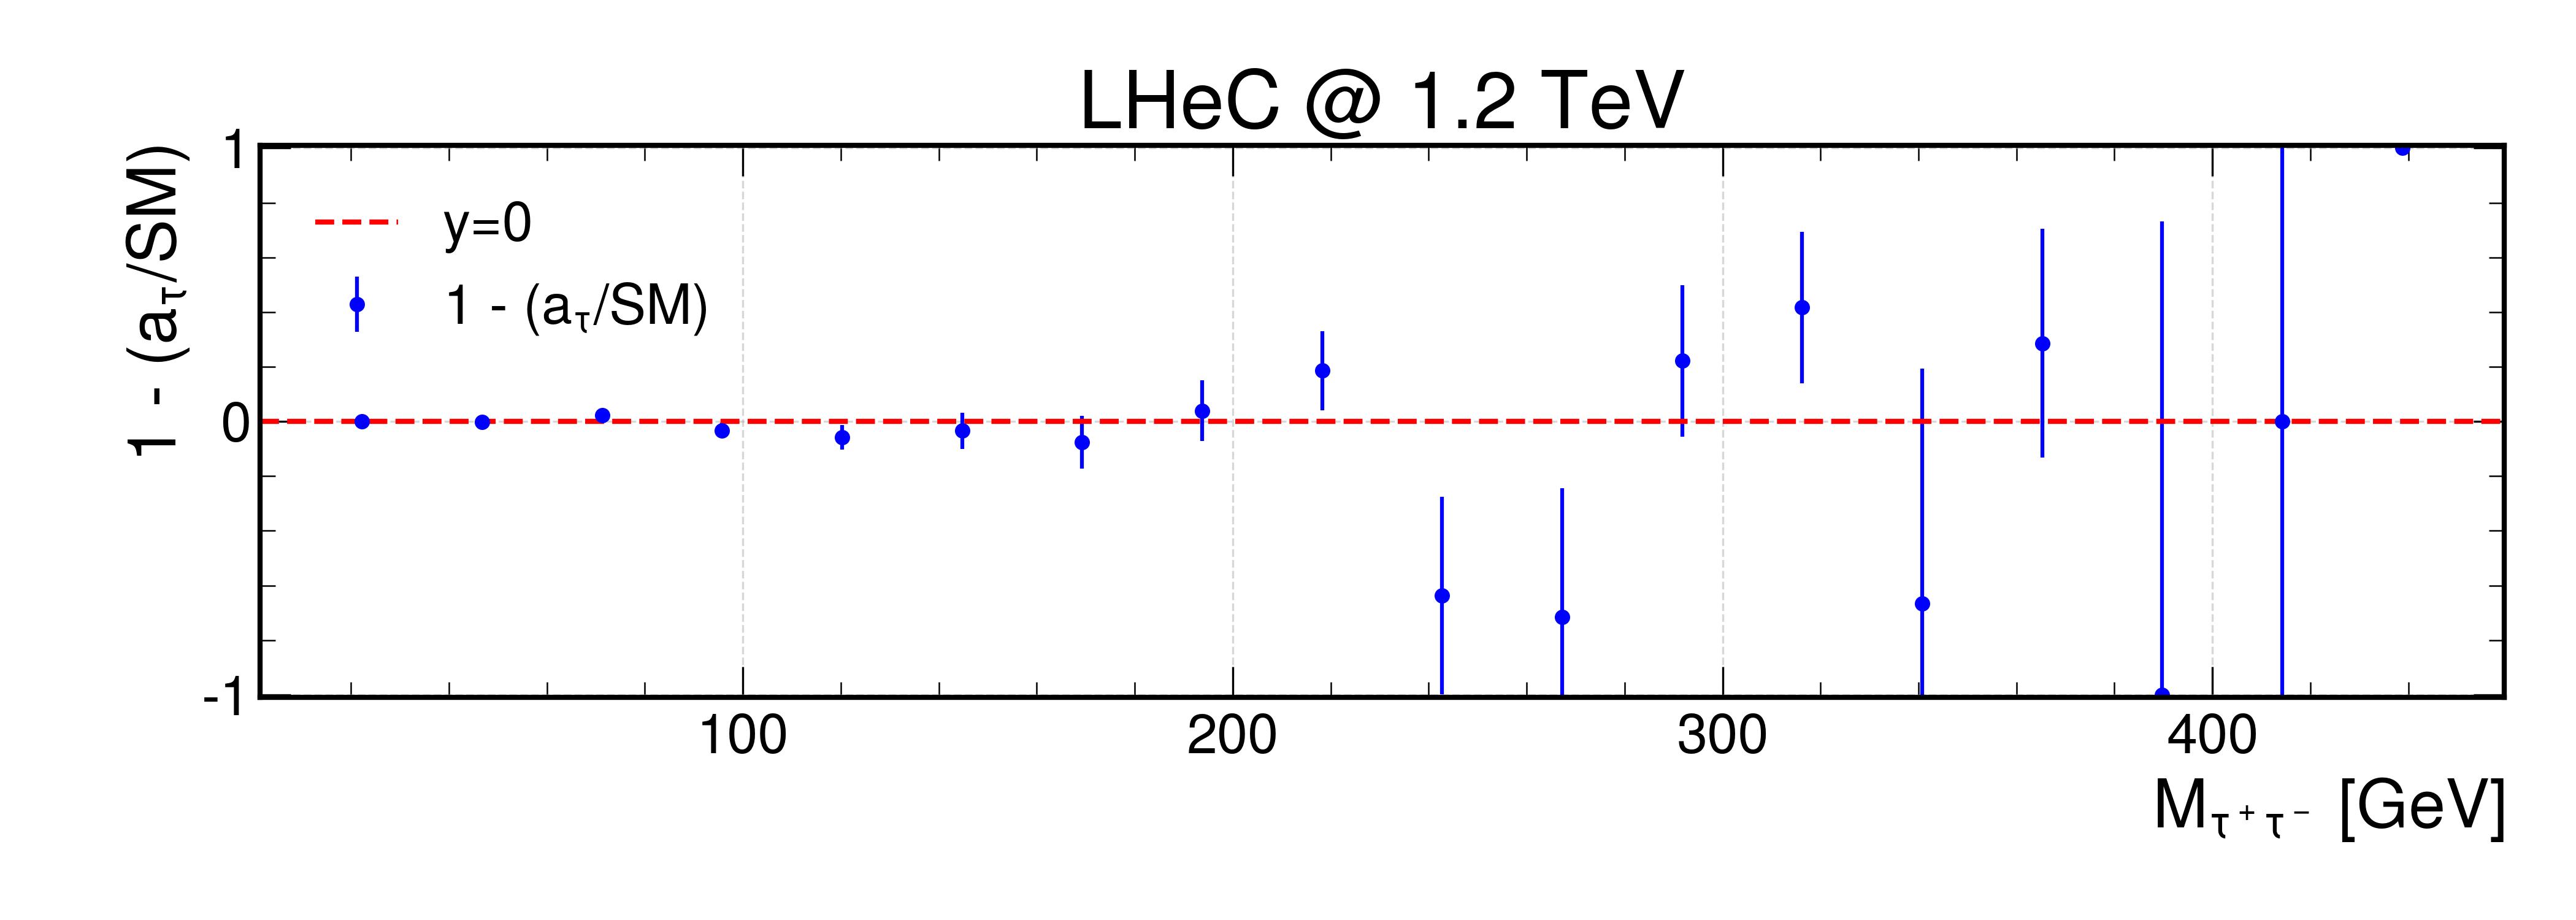 LHeC @ 1.2 TeV
1 - (aτ/SM)
1
0
-1
y=0
1 - (aτ/SM)
100 200 300 400
Mτ⁺τ⁻ [GeV]